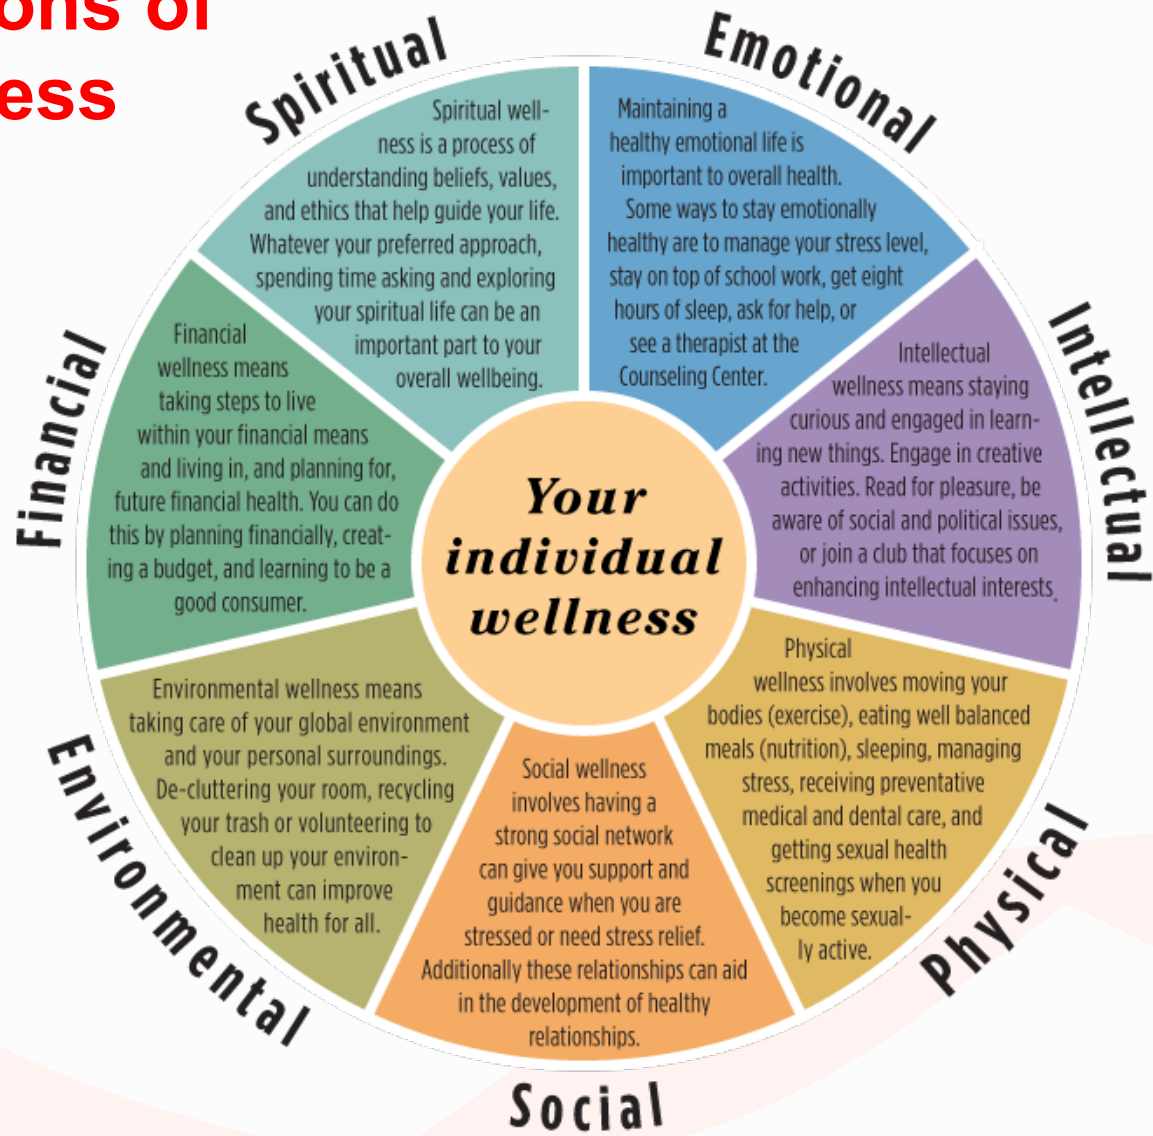 ons of
ess
Spiritual
Spiritual well-
ness is a process of
understanding beliefs, values,
and ethics that help guide your life.
Whatever your preferred approach,
spending time asking and exploring
your spiritual life can be an
important part to your
overall wellbeing.
Emotional
Maintaining a
healthy emotional life is
important to overall health.
Some ways to stay emotionally
healthy are to manage your stress level,
stay on top of school work, get eight
hours of sleep, ask for help, or
see a therapist at the
Counseling Center.
Intellectual
Intellectual
wellness means staying
curious and engaged in learn-
ing new things. Engage in creative
activities. Read for pleasure, be
aware of social and political issues,
or join a club that focuses on
enhancing intellectual interests.
Physical
Physical
wellness involves moving your
bodies (exercise), eating well balanced
meals (nutrition), sleeping, managing
stress, receiving preventative
medical and dental care, and
getting sexual health
screenings when you
become sexual-
ly active.
Social
Social wellness
involves having a
strong social network
can give you support and
guidance when you are
stressed or need stress relief.
Additionally these relationships can aid
in the development of healthy
relationships.
Environmental
Environmental wellness means
taking care of your global environment
and your personal surroundings.
De-cluttering your room, recycling
your trash or volunteering to
clean up your environ-
ment can improve
health for all.
Financial
Financial
wellness means
taking steps to live
within your financial means
and living in, and planning for,
future financial health. You can do
this by planning financially, creat-
ing a budget, and learning to be a
good consumer.
Your
individual
wellness